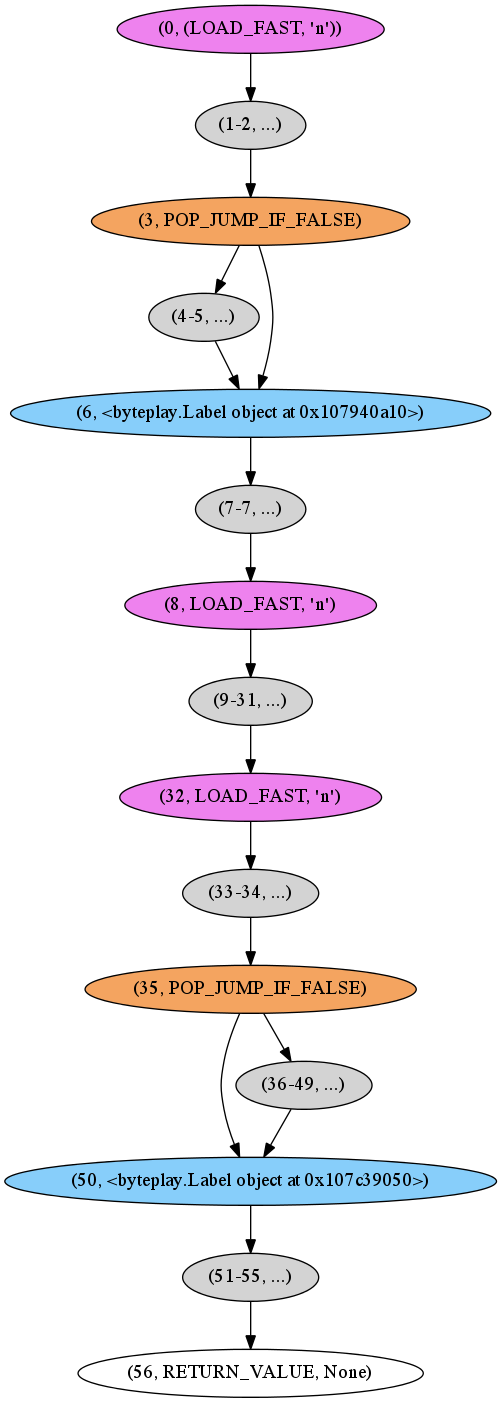 (0, (LOAD_FAST, 'n'))
(1-2, ...)
(3, POP_JUMP_IF_FALSE)
(4-5, ...)
(6, <byteplay.Label object at 0x107940a10>)
(7-7, ...)
(8, LOAD_FAST, 'n')
(9-31, ...)
(32, LOAD_FAST, 'n')
(33-34, ...)
(35, POP_JUMP_IF_FALSE)
(36-49, ...)
(50, <byteplay.Label object at 0x107c39050>)
(51-55, ...)
(56, RETURN_VALUE, None)